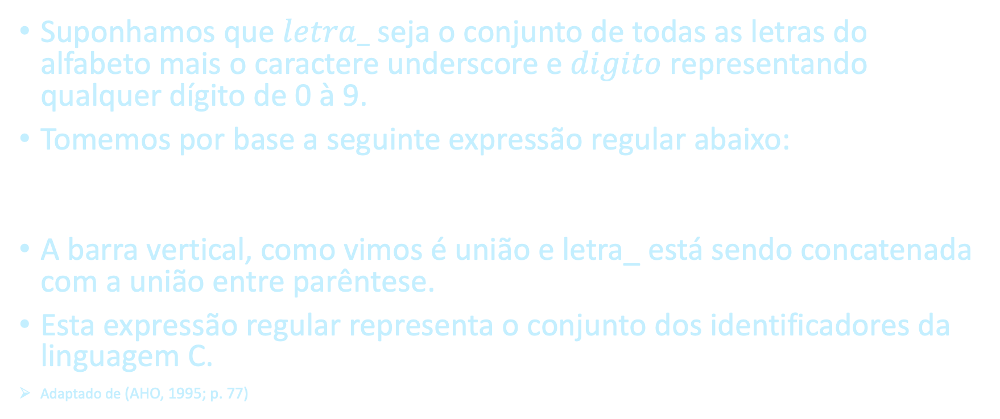 • Suponhamos que letra_ seja o conjunto de todas as letras do
alfabeto mais o caractere underscore e digito representando
qualquer dígito de 0 à 9.
• Tomemos por base a seguinte expressão regular abaixo:
• A barra vertical, como vimos é união e letra_ está sendo concatenada
com a união entre parêntese.
• Esta expressão regular representa o conjunto dos identificadores da
linguagem C.
➢ Adaptado de (AHO, 1995; p. 77)